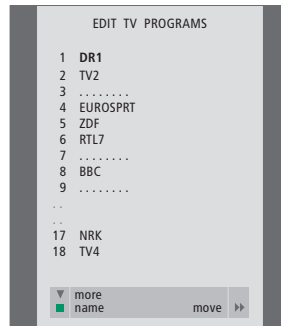 EDIT TV PROGRAMS
1 DR1
2 TV2
3 ........
4 EUROSPRT
5 ZDF
6 RTL7
7 ........
8 BBC
9 ........
..
..
17 NRK
18 TV4
▼ more
■ name move ▶▶